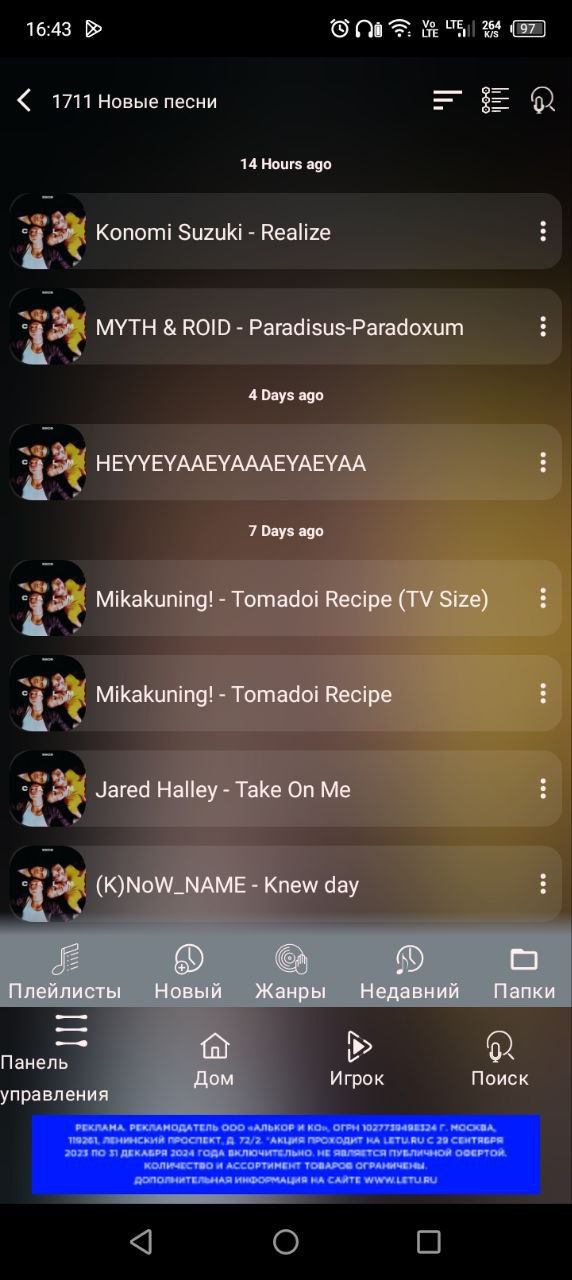 16:43
Vo LTE
LTE
264 K/S
97
1711 Новые песни
14 Hours ago
Konomi Suzuki - Realize
MYTH & ROID - Paradisus-Paradoxum
4 Days ago
HEYYEYAAEYAAAEYAEYAA
7 Days ago
Mikakuning! - Tomadoi Recipe (TV Size)
Mikakuning! - Tomadoi Recipe
Jared Halley - Take On Me
(K)NoW_NAME - Knew day
Плейлисты
Новый
Жанры
Недавний
Папки
Панель управления
Дом
Игрок
Поиск
РЕКЛАМА. РЕКЛАМОДАТЕЛЬ ООО «АЛЬКОР И КО», ОГРН 1027739498324 Г. МОСКВА,
119261, ЛЕНИНСКИЙ ПРОСПЕКТ, Д. 72/2. *АКЦИЯ ПРОХОДИТ НА LETU.RU С 29 СЕНТЯБРЯ
2023 ПО 31 ДЕКАБРЯ 2024 ГОДА ВКЛЮЧИТЕЛЬНО. НЕ ЯВЛЯЕТСЯ ПУБЛИЧНОЙ ОФЕРТОЙ.
КОЛИЧЕСТВО И АССОРТИМЕНТ ТОВАРОВ ОГРАНИЧЕНЫ.
ДОПОЛНИТЕЛЬНАЯ ИНФОРМАЦИЯ НА САЙТЕ WWW.LETU.RU